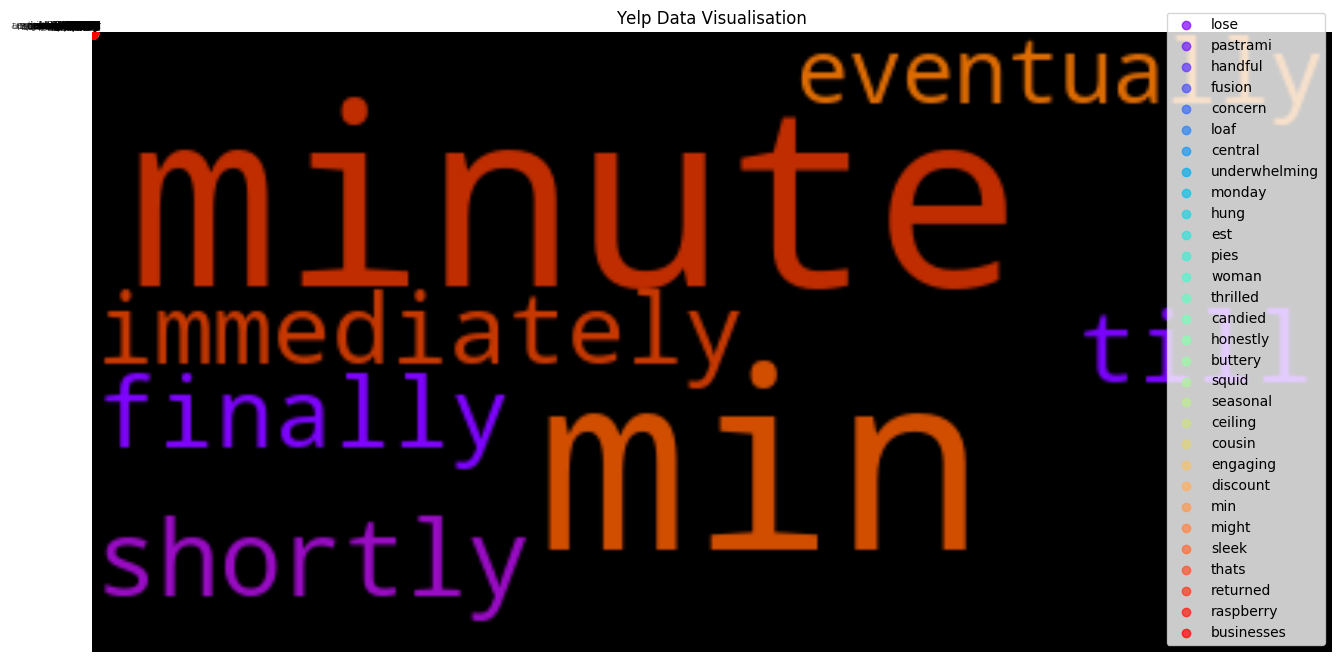 Yelp Data Visualisation
eventually
minute
immediately
till
finally
min
shortly
lose
pastrami
handful
fusion
concern
loaf
central
underwhelming
monday
hung
est
pies
woman
thrilled
candied
honestly
buttery
squid
seasonal
ceiling
cousin
engaging
discount
min
might
sleek
thats
returned
raspberry
businesses